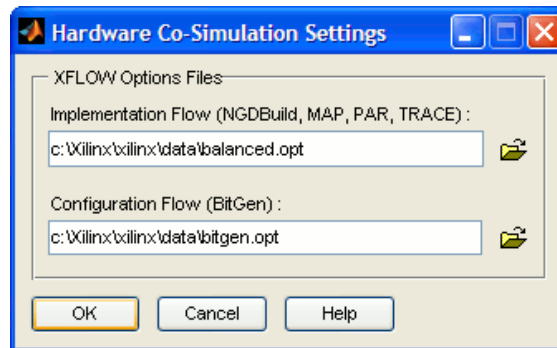 Hardware Co-Simulation Settings
XFLOW Options Files
Implementation Flow (NGDBuild, MAP, PAR, TRACE) :
c:\Xilinx\xilinx\data\balanced.opt
Configuration Flow (BitGen) :
c:\Xilinx\xilinx\data\bitgen.opt
OK Cancel Help